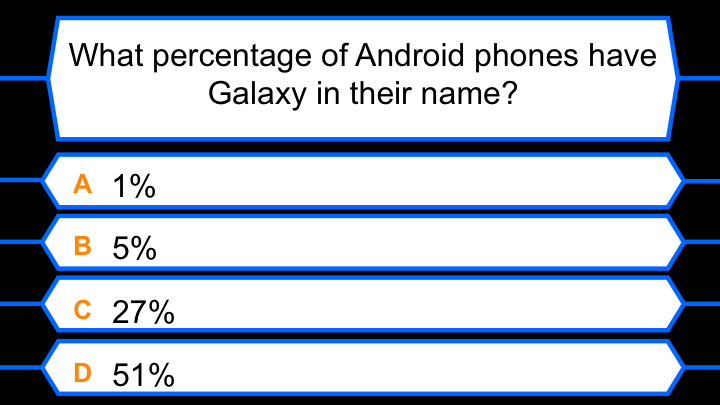 What percentage of Android phones have
Galaxy in their name?
A 1%
B 5%
C 27%
D 51%